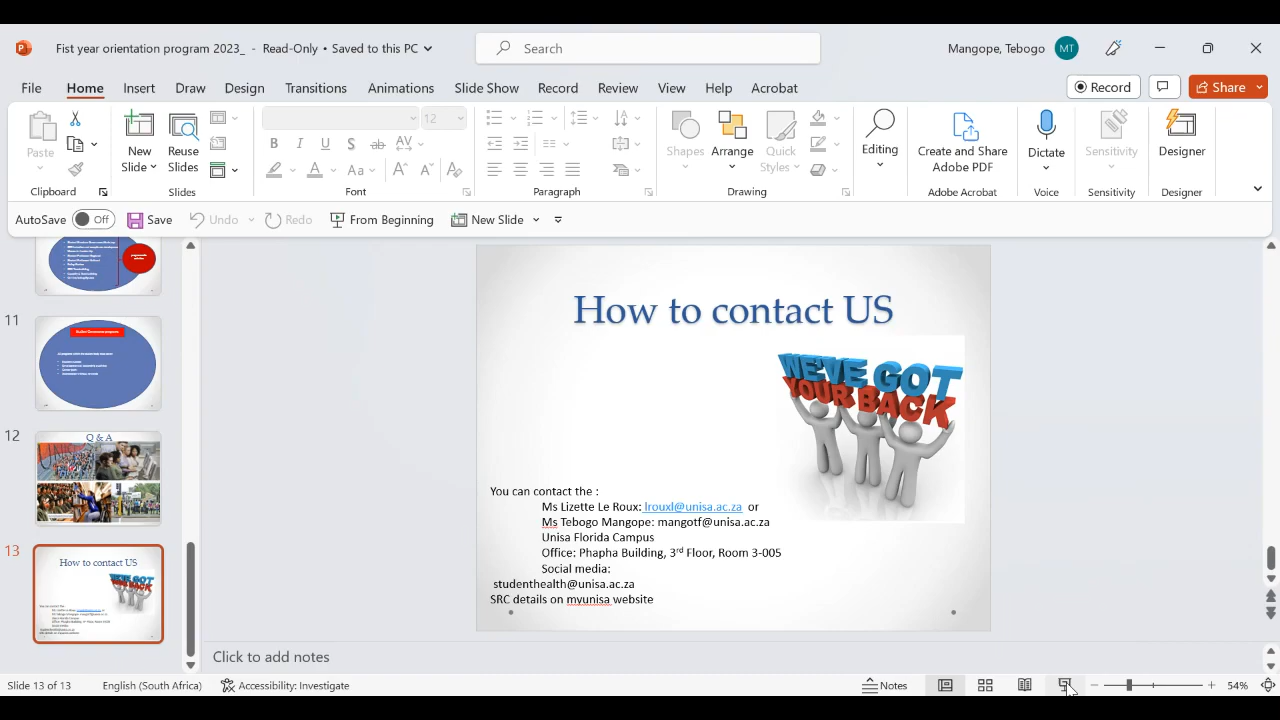 Fist year orientation program 2023_ - Read-Only • Saved to this PC
Search
Mangope, Tebogo MT
File Home Insert Draw Design Transitions Animations Slide Show Record Review View Help Acrobat
Record
Share
Paste
New Slide
Reuse Slides
12
Shapes
Arrange
Quick Styles
Editing
Create and Share Adobe PDF
Dictate
Sensitivity
Designer
Clipboard
Slides
Font
Paragraph
Drawing
Adobe Acrobat
Voice
Sensitivity
Designer
AutoSave Off Save Undo Redo From Beginning New Slide
11
12
Q & A
13
How to contact US
WE'VE GOT
YOUR BACK
How to contact US
WE'VE GOT
YOUR BACK
You can contact the :
Ms Lizette Le Roux: lrouxl@unisa.ac.za or
Ms Tebogo Mangope: mangotf@unisa.ac.za
Unisa Florida Campus
Office: Phapha Building, 3rd Floor, Room 3-005
Social media:
studenthealth@unisa.ac.za
SRC details on myunisa website
Click to add notes
Slide 13 of 13 English (South Africa) Accessibility: Investigate Notes 54%